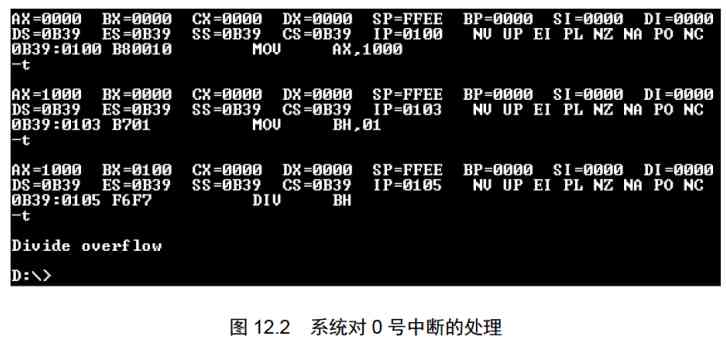 AX=0000  BX=0000  CX=0000  DX=0000  SP=FFEE  BP=0000  SI=0000  DI=0000
DS=0B39  ES=0B39  SS=0B39  CS=0B39  IP=0100   NV UP EI PL NZ NA PO NC
0B39:0100 B80010        MOV     AX,1000
-t
AX=1000  BX=0000  CX=0000  DX=0000  SP=FFEE  BP=0000  SI=0000  DI=0000
DS=0B39  ES=0B39  SS=0B39  CS=0B39  IP=0103   NV UP EI PL NZ NA PO NC
0B39:0103 B701          MOV     BH,01
-t
AX=1000  BX=0100  CX=0000  DX=0000  SP=FFEE  BP=0000  SI=0000  DI=0000
DS=0B39  ES=0B39  SS=0B39  CS=0B39  IP=0105   NV UP EI PL NZ NA PO NC
0B39:0105 F6F7          DIV     BH
-t
Divide overflow
D:\>
图 12.2 系统对 0 号中断的处理